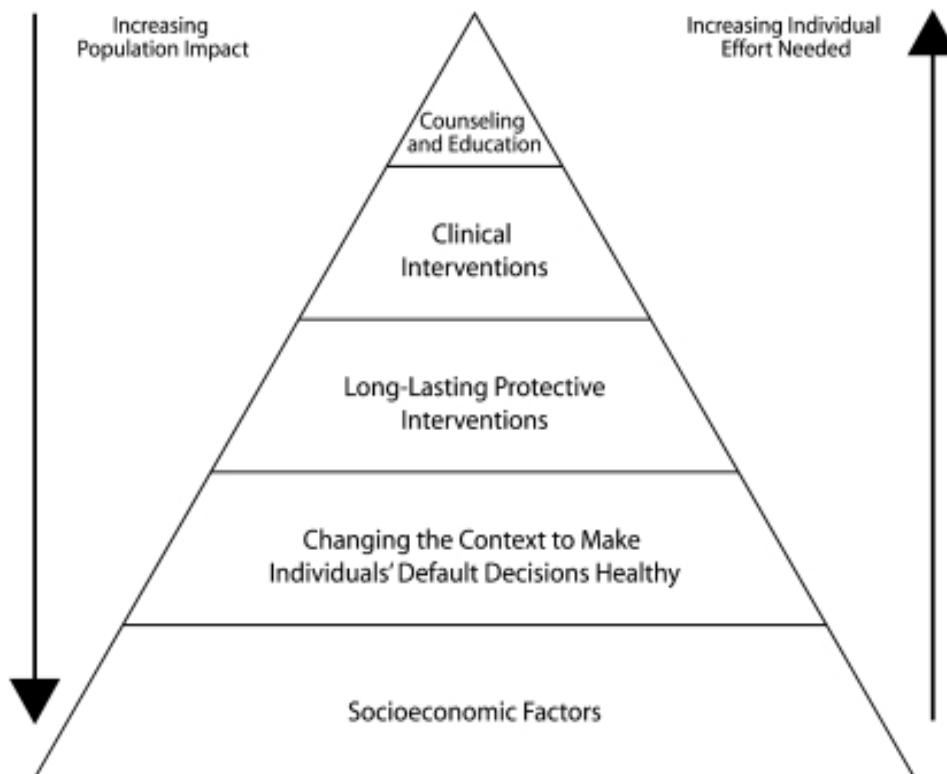 Increasing
Population Impact
Increasing Individual
Effort Needed
Counseling
and Education
Clinical
Interventions
Long-Lasting Protective
Interventions
Changing the Context to Make
Individuals’ Default Decisions Healthy
Socioeconomic Factors